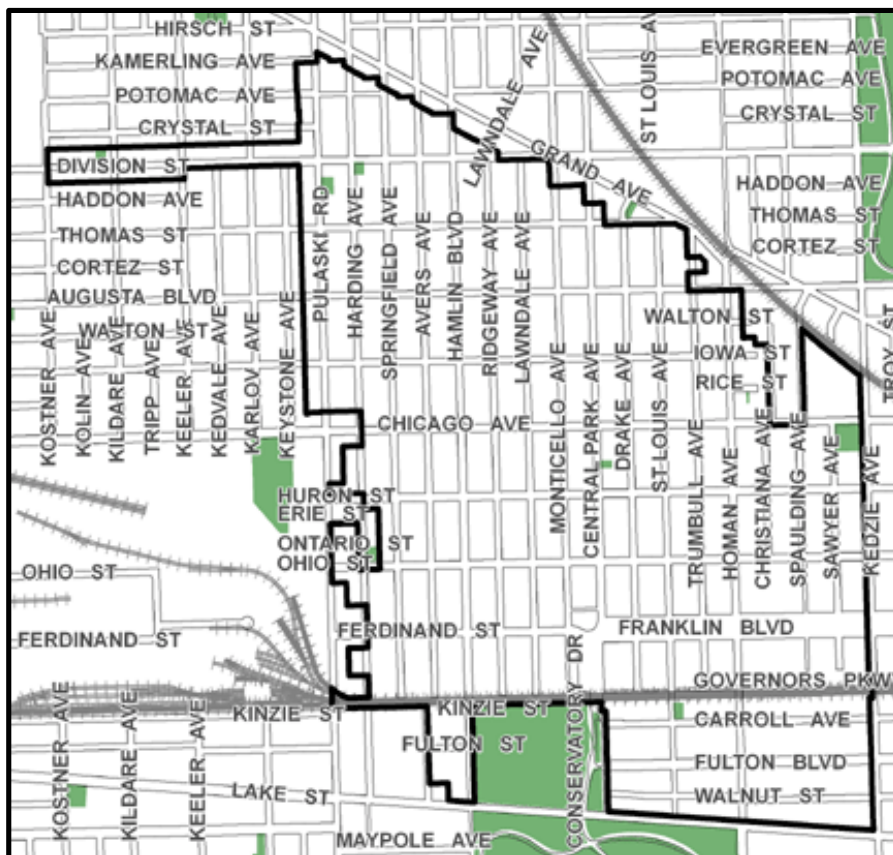 HIRSCH ST
KAMERLING AVE
POTOMAC AVE
CRYSTAL ST
DIVISION ST
HADDON AVE
THOMAS ST
CORTEZ ST
AUGUSTA BLVD
WALTON ST
LAWNDALE AVE
GRAND AVE
ST LOUIS AV
EVERGREEN AVE
POTOMAC AVE
CRYSTAL ST
HADDON AVE
THOMAS ST
CORTEZ ST
WALTON ST
IOWA ST
RICE ST
TROY ST
KOSTNER AVE
KOLIN AVE
KILDARE AVE
TRIPP AVE
KEELER AVE
KEDVALE AVE
KARLOV AVE
KEYSTONE AVE
PULASKI RD
HARDING AVE
SPRINGFIELD AVE
AVERS AVE
HAMLIN BLVD
RIDGEWAY AVE
LAWNDALE AVE
MONTICELLO AVE
CENTRAL PARK AVE
DRAKE AVE
ST LOUIS AVE
TRUMBULL AVE
HOMAN AVE
CHRISTIANA AVE
SPAULDING AVE
SAWYER AVE
KEDZIE AVE
CHICAGO AVE
HURON ST
ERIE ST
ONTARIO ST
OHIO ST
OHIO ST
FERDINAND ST
FERDINAND ST
FRANKLIN BLVD
GOVERNORS PKW
KINZIE ST
KINZIE ST
CARROLL AVE
FULTON ST
FULTON BLVD
WALNUT ST
LAKE ST
MAYPOLE AVE
CONSERVATORY DR
KOSTNER AVE
KILDARE AVE
KEELER AVE